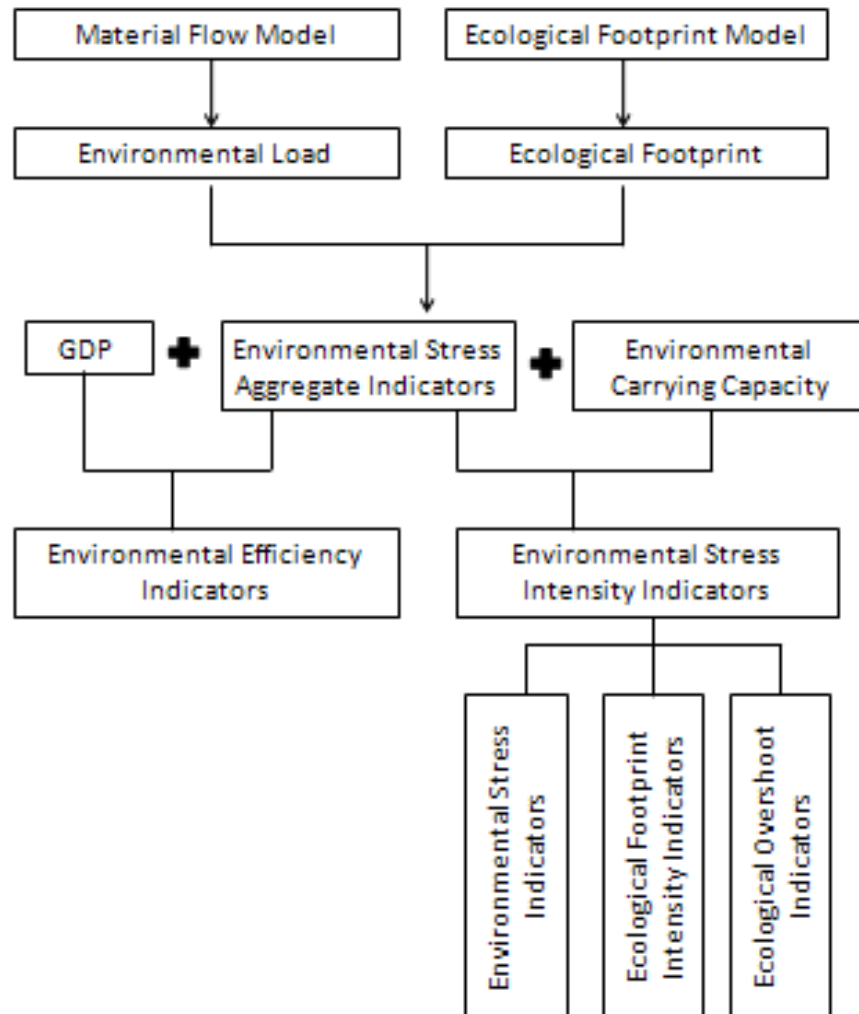 Material Flow Model
Ecological Footprint Model
Environmental Load
Ecological Footprint
GDP
Environmental Stress
Aggregate Indicators
Environmental
Carrying Capacity
Environmental Efficiency
Indicators
Environmental Stress
Intensity Indicators
Environmental Stress
Indicators
Ecological Footprint
Intensity Indicators
Ecological Overshoot
Indicators